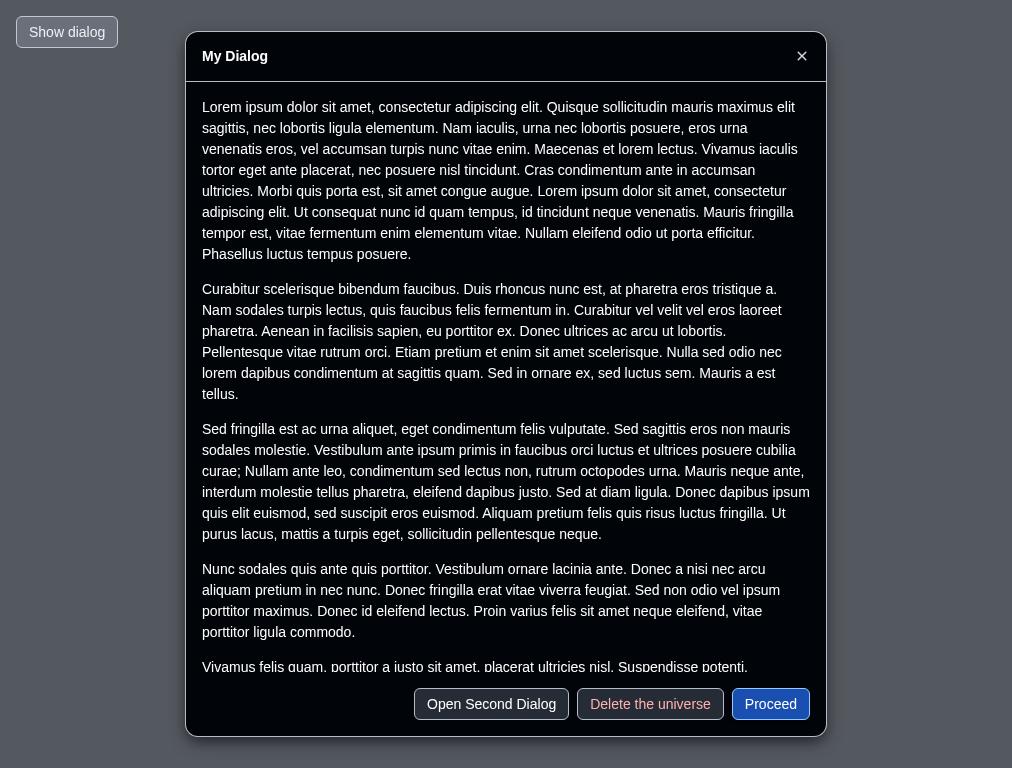 Show dialog
My Dialog
Lorem ipsum dolor sit amet, consectetur adipiscing elit. Quisque sollicitudin mauris maximus elit
sagittis, nec lobortis ligula elementum. Nam iaculis, urna nec lobortis posuere, eros urna
venenatis eros, vel accumsan turpis nunc vitae enim. Maecenas et lorem lectus. Vivamus iaculis
tortor eget ante placerat, nec posuere nisl tincidunt. Cras condimentum ante in accumsan
ultricies. Morbi quis porta est, sit amet congue augue. Lorem ipsum dolor sit amet, consectetur
adipiscing elit. Ut consequat nunc id quam tempus, id tincidunt neque venenatis. Mauris fringilla
tempor est, vitae fermentum enim elementum vitae. Nullam eleifend odio ut porta efficitur.
Phasellus luctus tempus posuere.
Curabitur scelerisque bibendum faucibus. Duis rhoncus nunc est, at pharetra eros tristique a.
Nam sodales turpis lectus, quis faucibus felis fermentum in. Curabitur vel velit vel eros laoreet
pharetra. Aenean in facilisis sapien, eu porttitor ex. Donec ultrices ac arcu ut lobortis.
Pellentesque vitae rutrum orci. Etiam pretium et enim sit amet scelerisque. Nulla sed odio nec
lorem dapibus condimentum at sagittis quam. Sed in ornare ex, sed luctus sem. Mauris a est
tellus.
Sed fringilla est ac urna aliquet, eget condimentum felis vulputate. Sed sagittis eros non mauris
sodales molestie. Vestibulum ante ipsum primis in faucibus orci luctus et ultrices posuere cubilia
curae; Nullam ante leo, condimentum sed lectus non, rutrum octopodes urna. Mauris neque ante,
interdum molestie tellus pharetra, eleifend dapibus justo. Sed at diam ligula. Donec dapibus ipsum
quis elit euismod, sed suscipit eros euismod. Aliquam pretium felis quis risus luctus fringilla. Ut
purus lacus, mattis a turpis eget, sollicitudin pellentesque neque.
Nunc sodales quis ante quis porttitor. Vestibulum ornare lacinia ante. Donec a nisi nec arcu
aliquam pretium in nec nunc. Donec fringilla erat vitae viverra feugiat. Sed non odio vel ipsum
porttitor maximus. Donec id eleifend lectus. Proin varius felis sit amet neque eleifend, vitae
porttitor ligula commodo.
Vivamus felis quam, porttitor a justo sit amet, placerat ultricies nisl. Suspendisse potenti.
Open Second Dialog
Delete the universe
Proceed